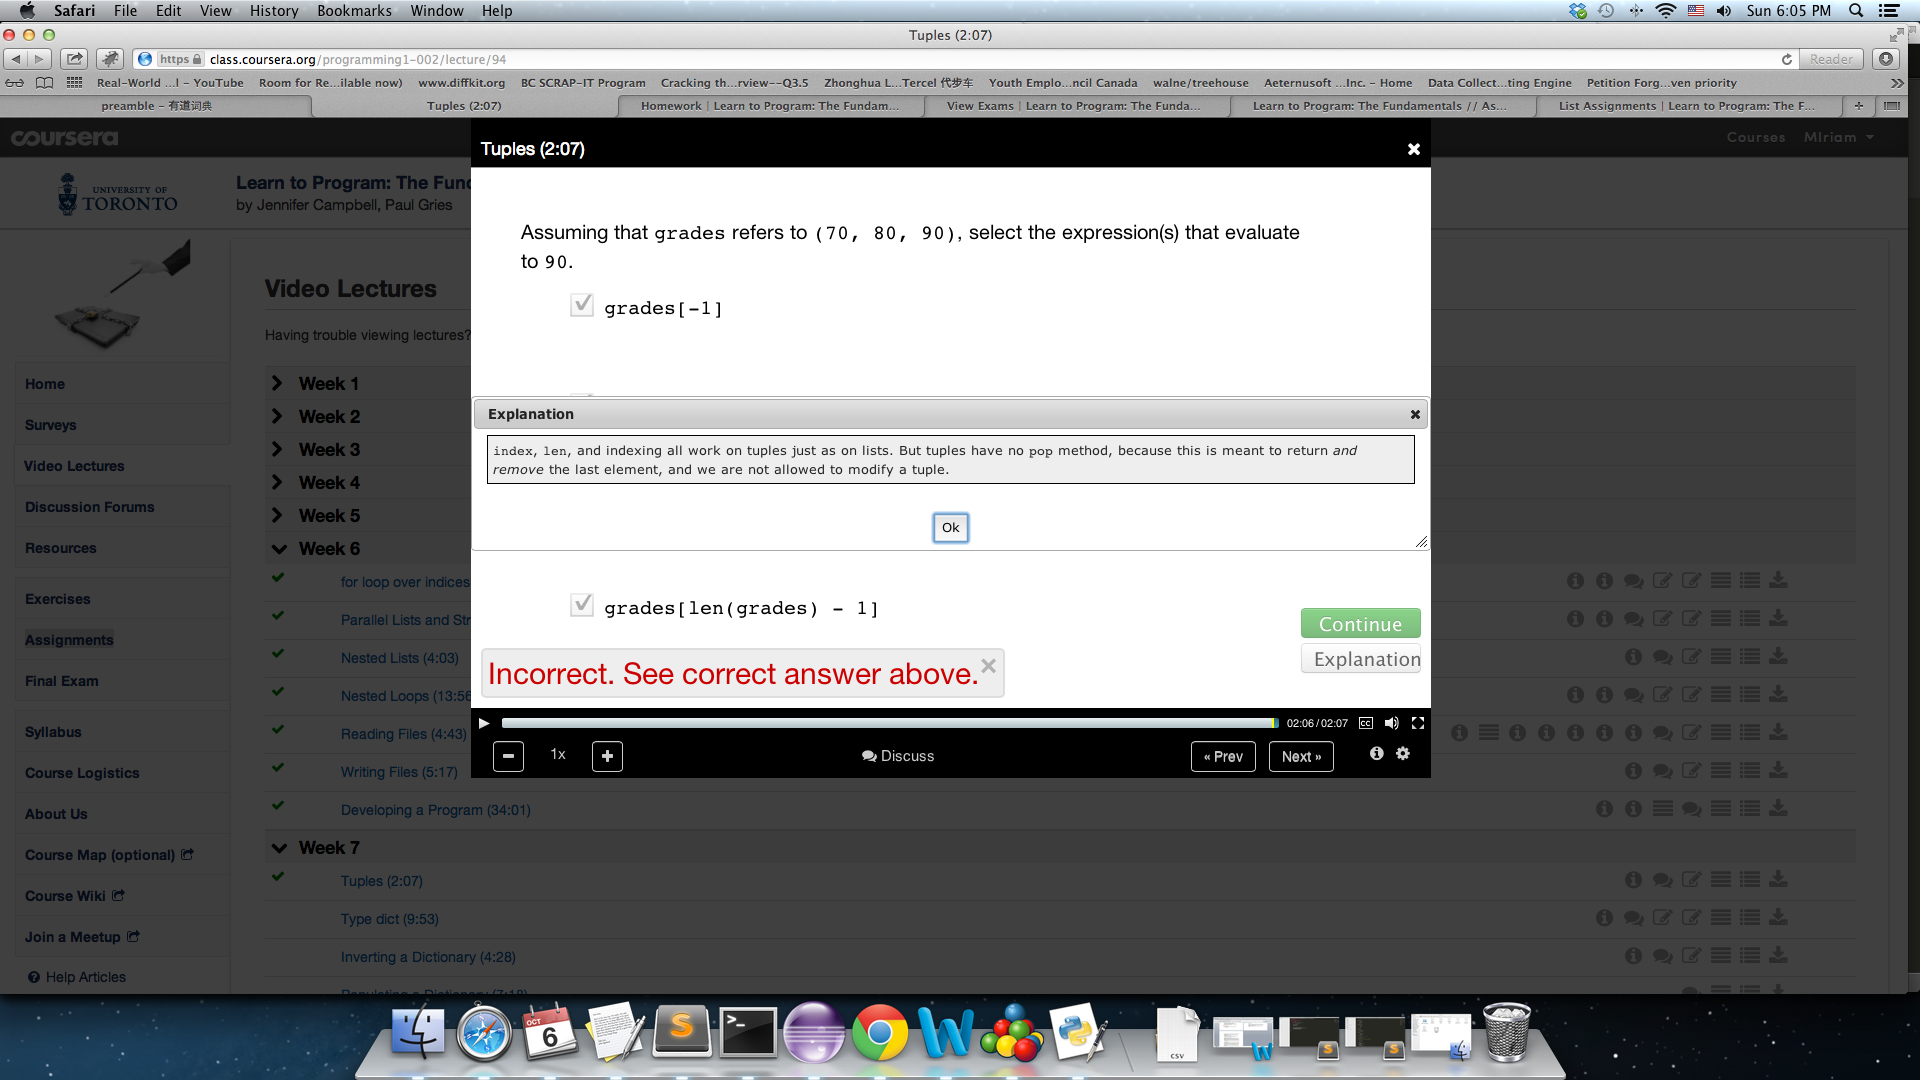 Safari File Edit View History Bookmarks Window Help
Sun 6:05 PM
Tuples (2:07)
https class.coursera.org/programming1-002/lecture/94
Reader
Real-World ...l – YouTube Room for Re...ilable now) www.diffkit.org BC SCRAP-IT Program Cracking th...rview--Q3.5 Zhonghua L...Tercel 代步车 Youth Emplo...ncil Canada walne/treehouse Aeternusoft ...Inc. – Home Data Collect...ting Engine Petition Forg...ven priority
preamble – 有道词典 Tuples (2:07) Homework | Learn to Program: The Fundam... View Exams | Learn to Program: The Funda... Learn to Program: The Fundamentals // As... List Assignments | Learn to Program: The F...
coursera
Courses MIriam
UNIVERSITY OF
TORONTO
Learn to Program: The Fun
by Jennifer Campbell, Paul Gries
Home
Surveys
Video Lectures
Discussion Forums
Resources
Exercises
Assignments
Final Exam
Syllabus
Course Logistics
About Us
Course Map (optional)
Course Wiki
Join a Meetup
Help Articles
Video Lectures
Having trouble viewing lectures?
Week 1
Week 2
Week 3
Week 4
Week 5
Week 6
for loop over indices
Parallel Lists and Str
Nested Lists (4:03)
Nested Loops (13:56
Reading Files (4:43)
Writing Files (5:17)
Developing a Program (34:01)
Week 7
Tuples (2:07)
Type dict (9:53)
Inverting a Dictionary (4:28)
Tuples (2:07)
Assuming that grades refers to (70, 80, 90), select the expression(s) that evaluate
to 90.
grades[-1]
Explanation
index, len, and indexing all work on tuples just as on lists. But tuples have no pop method, because this is meant to return and
remove the last element, and we are not allowed to modify a tuple.
Ok
grades[len(grades) - 1]
Continue
Explanation
Incorrect. See correct answer above.
02:06/02:07
CC
1x
Discuss
« Prev
Next »
OCT
6
S
W
CSV
W
S
S